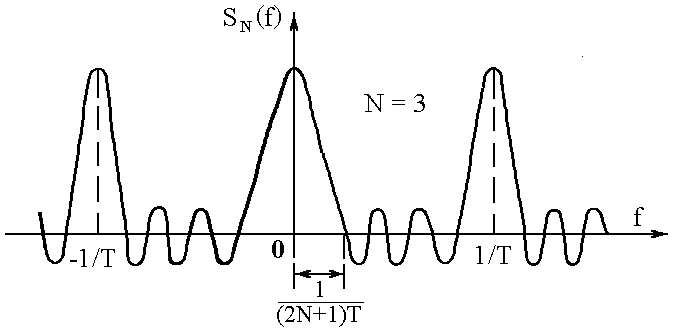 S_N(f)
N = 3
f
-1/T
0
1/T
1
(2N+1)T